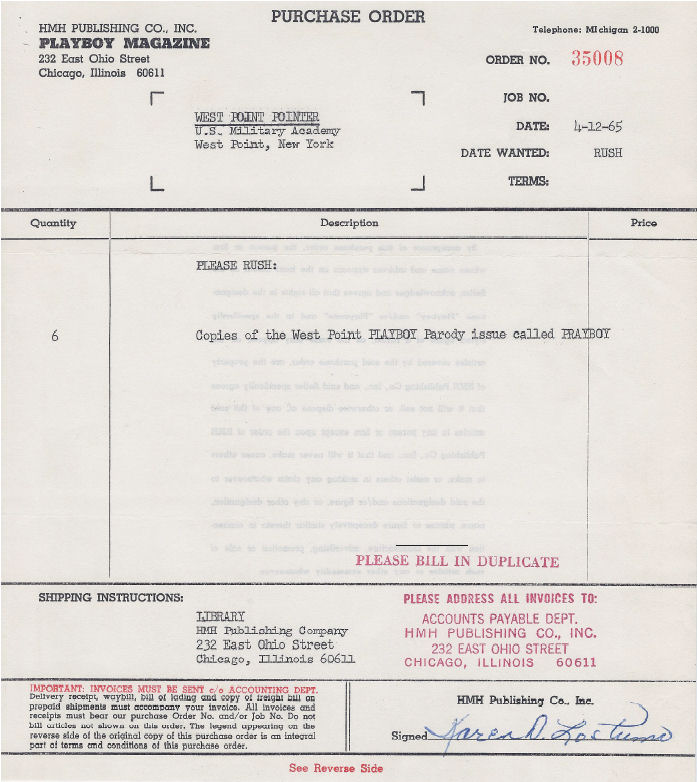 PURCHASE ORDER
HMH PUBLISHING CO., INC.
PLAYBOY MAGAZINE
232 East Ohio Street
Chicago, Illinois 60611
Telephone: MIchigan 2-1000
ORDER NO. 35008
JOB NO.
DATE: 4-12-65
DATE WANTED: RUSH
TERMS:
WEST POINT POINTER
U.S. Military Academy
West Point, New York
Quantity Description Price
PLEASE RUSH:
6 Copies of the West Point PLAYBOY Parody issue called PRAYBOY
PLEASE BILL IN DUPLICATE
SHIPPING INSTRUCTIONS:
LIBRARY
HMH Publishing Company
232 East Ohio Street
Chicago, Illinois 60611
PLEASE ADDRESS ALL INVOICES TO:
ACCOUNTS PAYABLE DEPT.
HMH PUBLISHING CO., INC.
232 EAST OHIO STREET
CHICAGO, ILLINOIS 60611
IMPORTANT: INVOICES MUST BE SENT c/o ACCOUNTING DEPT.
Delivery receipt, waybill, bill of lading and copy of freight bill on
prepaid shipments must accompany your invoice. All invoices and
receipts must bear our purchase Order No. and/or Job No. Do not
bill articles not shown on this order. The legend appearing on the
reverse side of the original copy of this purchase order is an integral
part of terms and conditions of this purchase order.
HMH Publishing Co., Inc.
Signed Karen D.
See Reverse Side